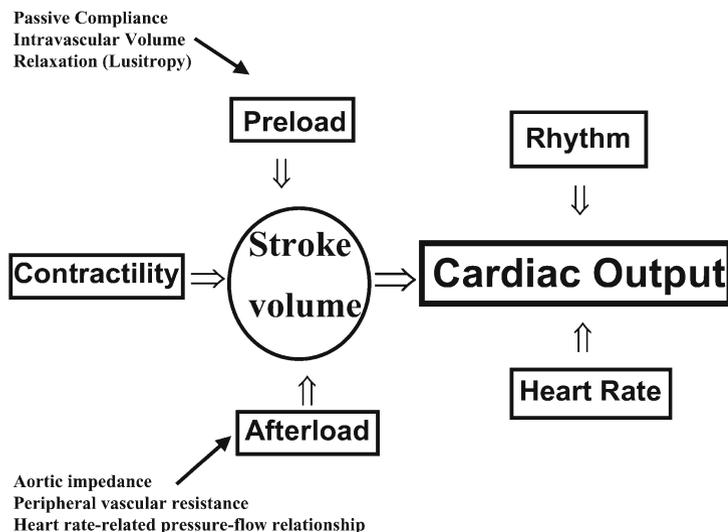 Passive Compliance
Intravascular Volume
Relaxation (Lusitropy)
Preload
Rhythm
Contractility
Stroke
volume
Cardiac Output
Heart Rate
Afterload
Aortic impedance
Peripheral vascular resistance
Heart rate-related pressure-flow relationship